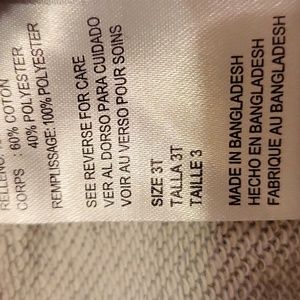 RELLENO:
CORPS : 60% COTON
40% POLYESTER
REMPLISSAGE:100% POLYESTER
SEE REVERSE FOR CARE
VER AL DORSO PARA CUIDADO
VOIR AU VERSO POUR SOINS
SIZE 3T
TALLA 3T
TAILLE 3
MADE IN BANGLADESH
HECHO EN BANGLADESH
FABRIQUE AU BANGLADESH